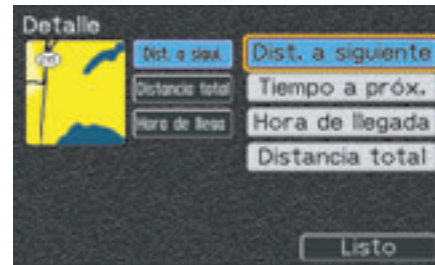 Detalle
Dist. a sigui.
Distancia total
Hora de llega
Dist. a siguiente
Tiempo a próx.
Hora de llegada
Distancia total
Listo